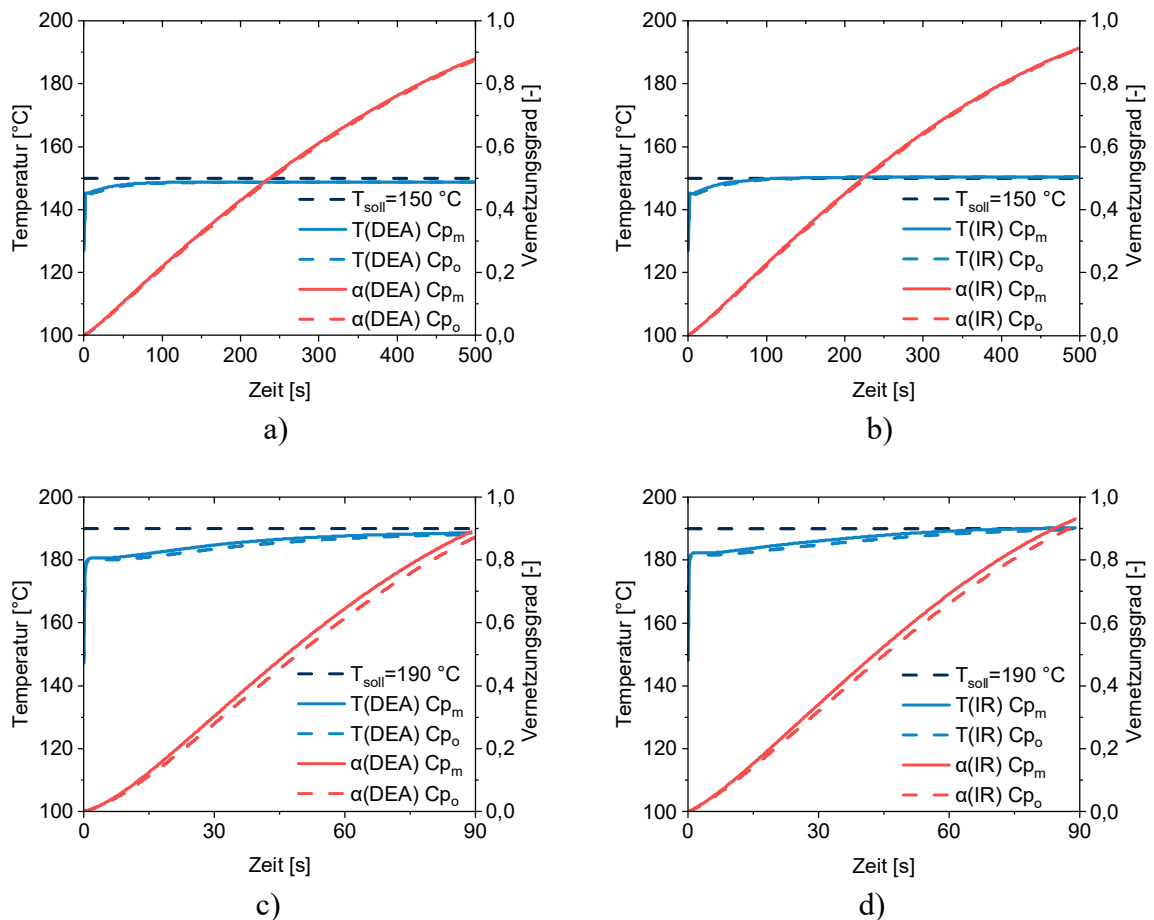 200 1,0
180 0,8
160 0,6
140 0,4
120 0,2
100 0,0
0 100 200 300 400 500
Temperatur [°C]
Vernetzungsgrad [-]
Zeit [s]
T_soll=150 °C
T(DEA) Cp_m
T(DEA) Cp_o
α(DEA) Cp_m
α(DEA) Cp_o
a)
200 1,0
180 0,8
160 0,6
140 0,4
120 0,2
100 0,0
0 100 200 300 400 500
Temperatur [°C]
Vernetzungsgrad [-]
Zeit [s]
T_soll=150 °C
T(IR) Cp_m
T(IR) Cp_o
α(IR) Cp_m
α(IR) Cp_o
b)
200 1,0
180 0,8
160 0,6
140 0,4
120 0,2
100 0,0
0 30 60 90
Temperatur [°C]
Vernetzungsgrad [-]
Zeit [s]
T_soll=190 °C
T(DEA) Cp_m
T(DEA) Cp_o
α(DEA) Cp_m
α(DEA) Cp_o
c)
200 1,0
180 0,8
160 0,6
140 0,4
120 0,2
100 0,0
0 30 60 90
Temperatur [°C]
Vernetzungsgrad [-]
Zeit [s]
T_soll=190 °C
T(IR) Cp_m
T(IR) Cp_o
α(IR) Cp_m
α(IR) Cp_o
d)